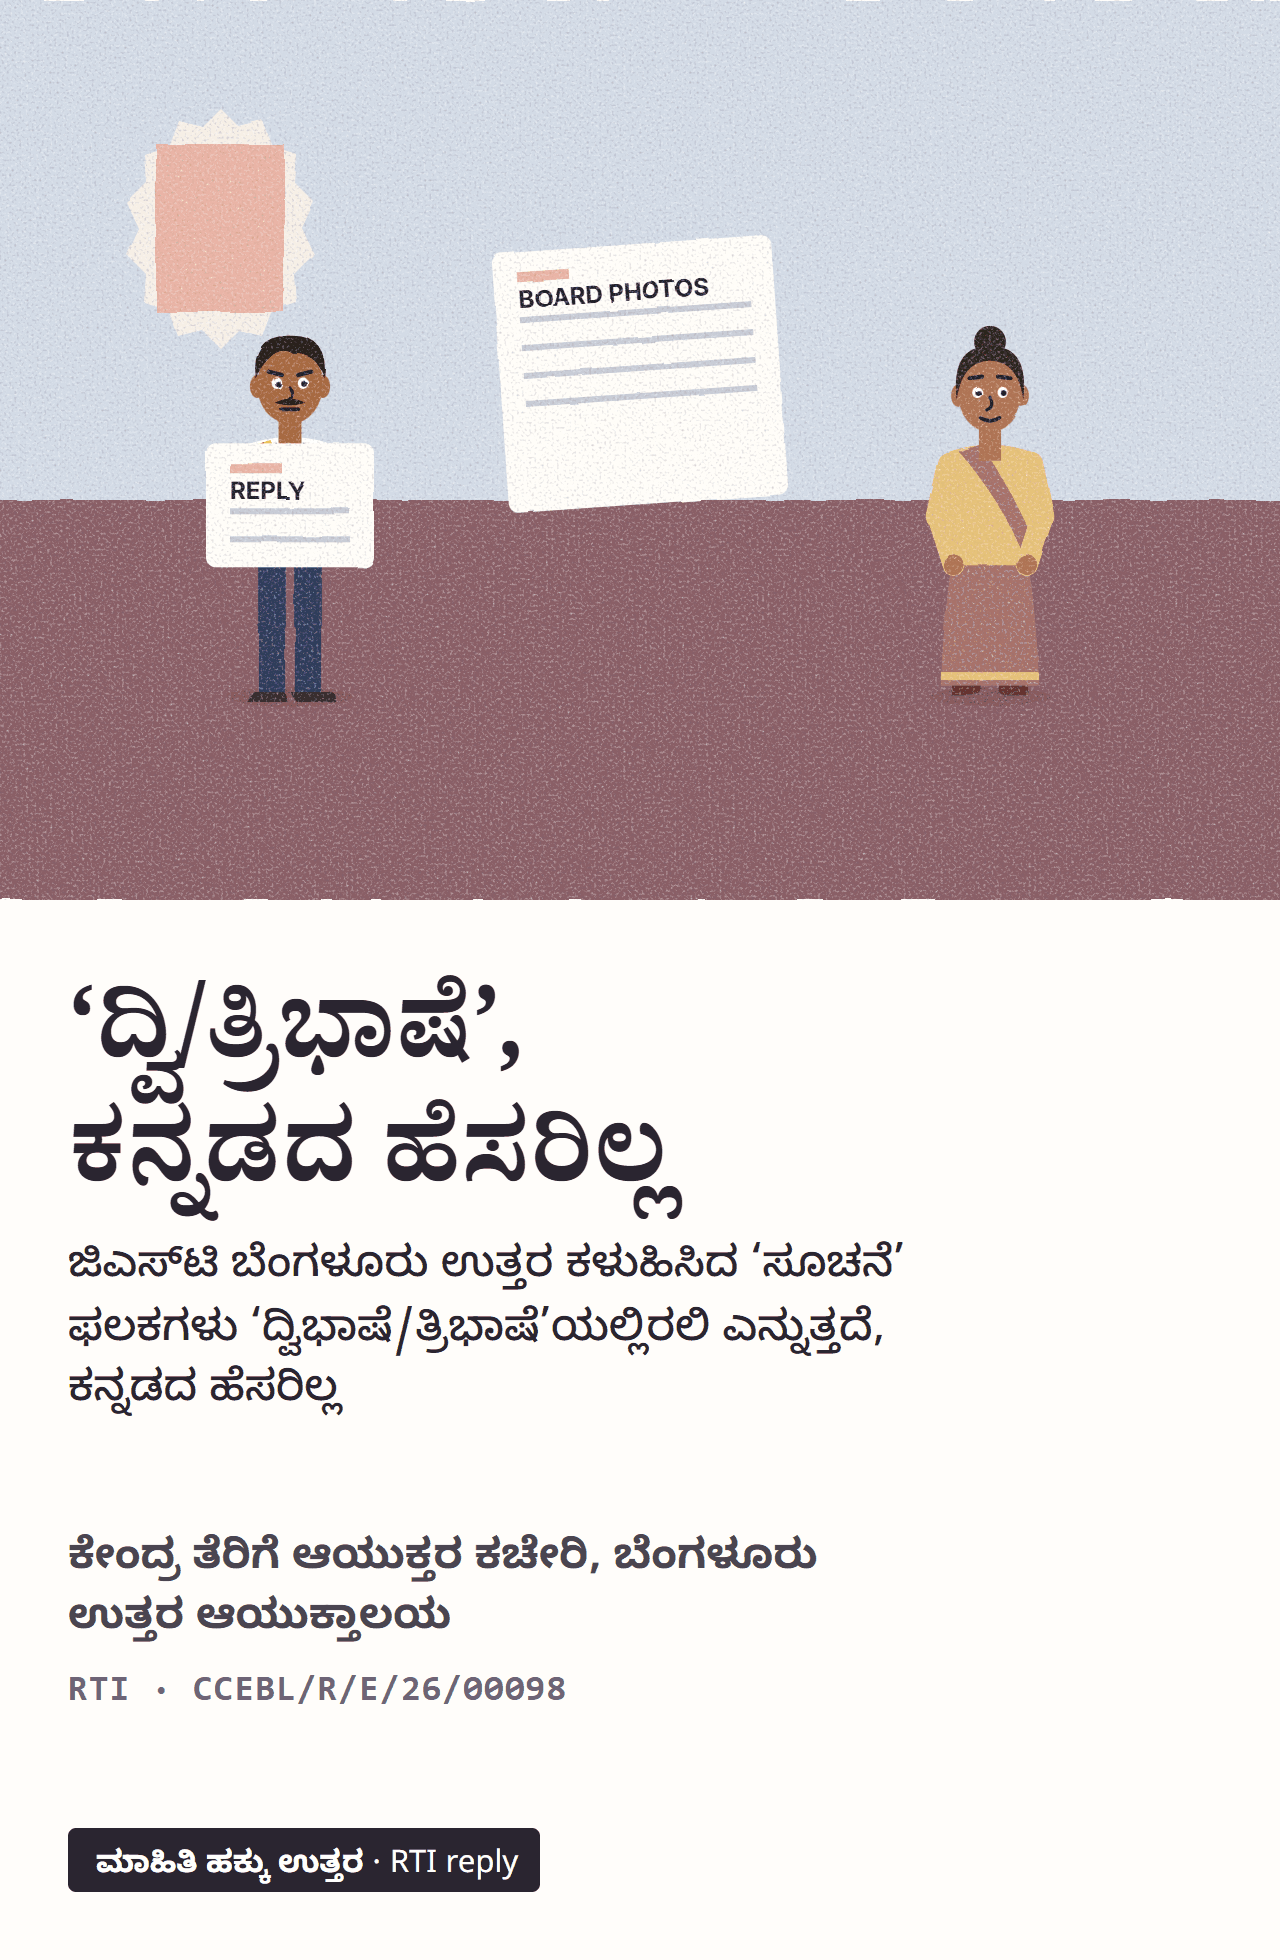 BOARD PHOTOS
REPLY
‘ದ್ವಿ/ತ್ರಿಭಾಷೆ’,
ಕನ್ನಡದ ಹೆಸರಿಲ್ಲ
ಜಿಎಸ್‌ಟಿ ಬೆಂಗಳೂರು ಉತ್ತರ ಕಳುಹಿಸಿದ ‘ಸೂಚನೆ’
ಫಲಕಗಳು ‘ದ್ವಿಭಾಷೆ/ತ್ರಿಭಾಷೆ’ಯಲ್ಲಿರಲಿ ಎನ್ನುತ್ತದೆ,
ಕನ್ನಡದ ಹೆಸರಿಲ್ಲ
ಕೇಂದ್ರ ತೆರಿಗೆ ಆಯುಕ್ತರ ಕಚೇರಿ, ಬೆಂಗಳೂರು
ಉತ್ತರ ಆಯುಕ್ತಾಲಯ
RTI · CCEBL/R/E/26/00098
ಮಾಹಿತಿ ಹಕ್ಕು ಉತ್ತರ · RTI reply